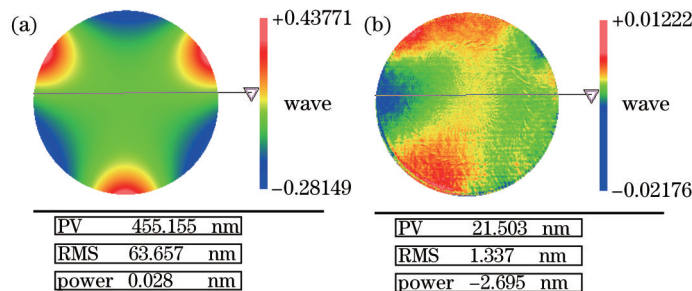 (a)
+0.43771
wave
-0.28149
PV 455.155 nm
RMS 63.657 nm
power 0.028 nm
(b)
+0.01222
wave
-0.02176
PV 21.503 nm
RMS 1.337 nm
power -2.695 nm